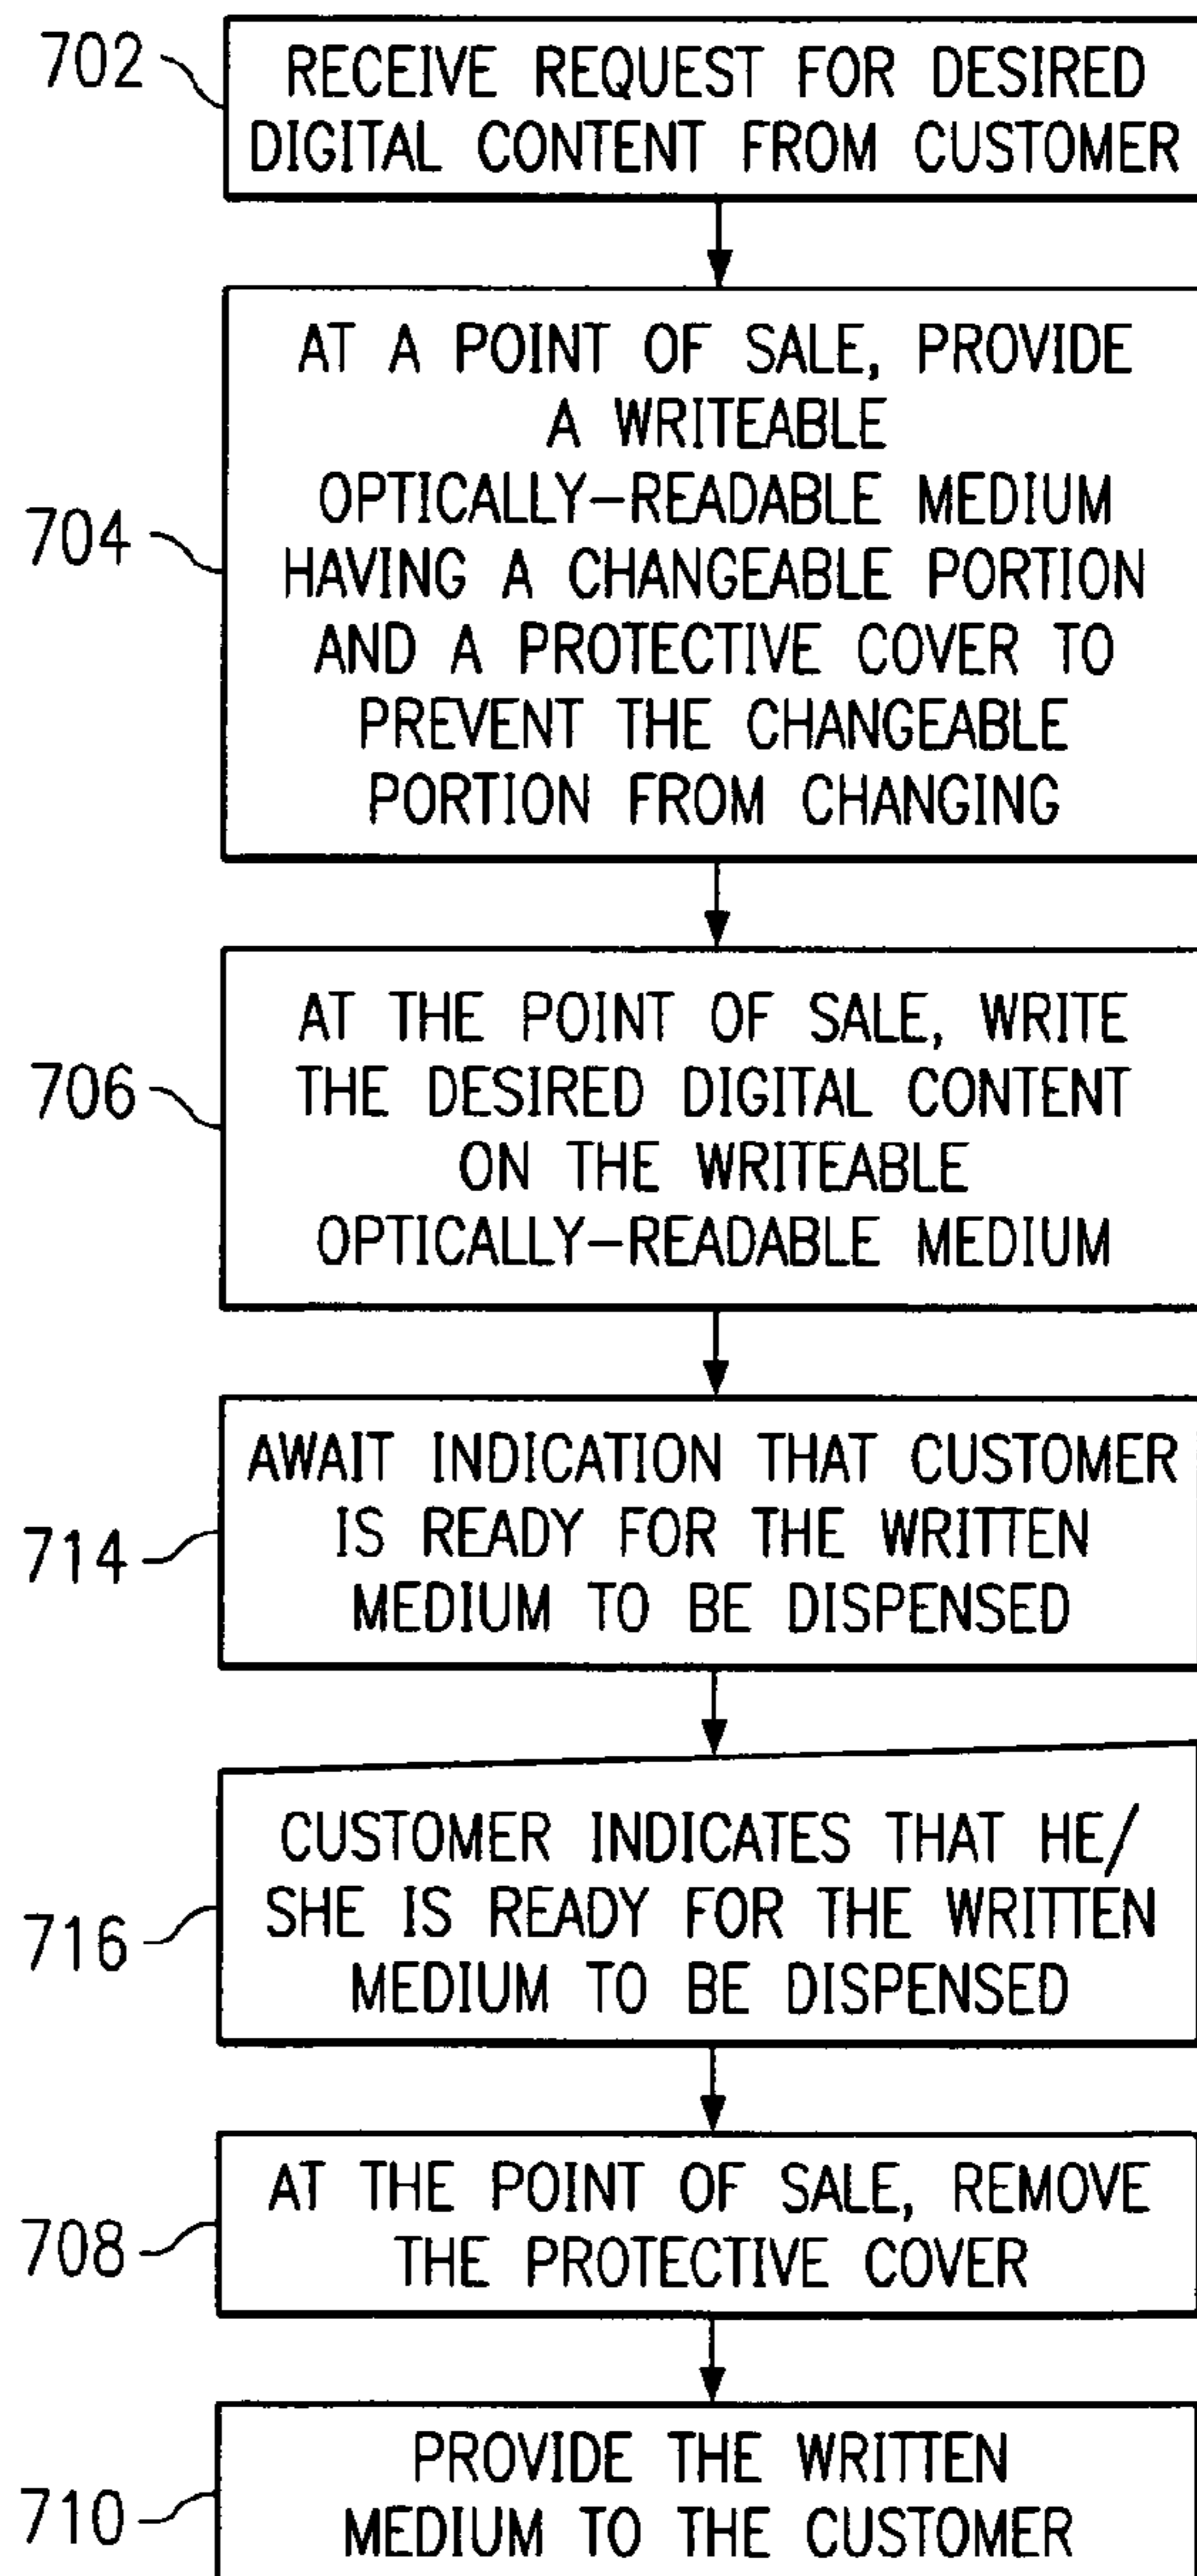 702
RECEIVE REQUEST FOR DESIRED
DIGITAL CONTENT FROM CUSTOMER
704
AT A POINT OF SALE, PROVIDE
A WRITEABLE
OPTICALLY-READABLE MEDIUM
HAVING A CHANGEABLE PORTION
AND A PROTECTIVE COVER TO
PREVENT THE CHANGEABLE
PORTION FROM CHANGING
706
AT THE POINT OF SALE, WRITE
THE DESIRED DIGITAL CONTENT
ON THE WRITEABLE
OPTICALLY-READABLE MEDIUM
714
AWAIT INDICATION THAT CUSTOMER
IS READY FOR THE WRITTEN
MEDIUM TO BE DISPENSED
716
CUSTOMER INDICATES THAT HE/
SHE IS READY FOR THE WRITTEN
MEDIUM TO BE DISPENSED
708
AT THE POINT OF SALE, REMOVE
THE PROTECTIVE COVER
710
PROVIDE THE WRITTEN
MEDIUM TO THE CUSTOMER